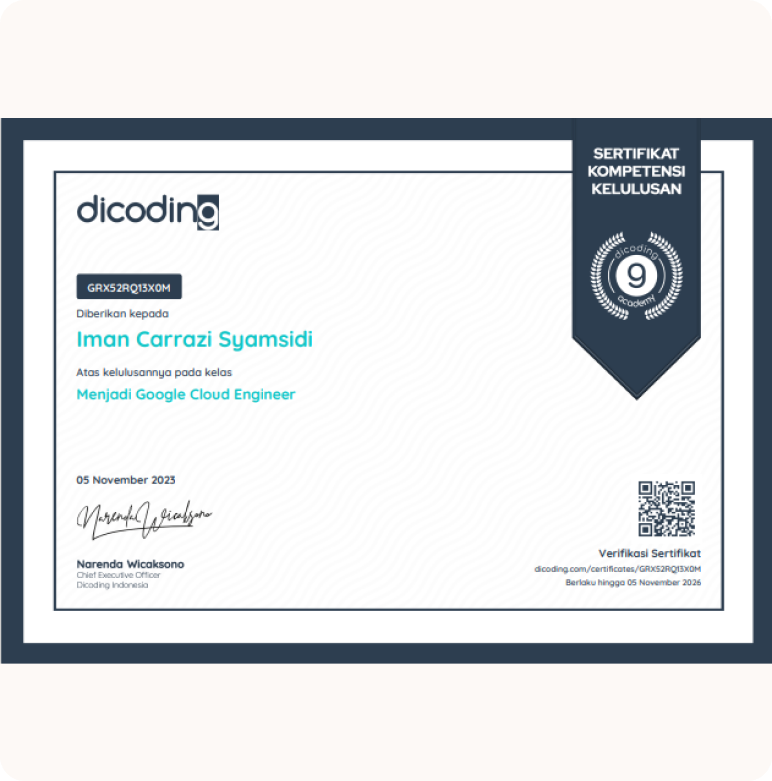 SERTIFIKAT
KOMPETENSI
KELULUSAN
dicoding
9
academy
dicoding
GRX52RQ13X0M
Diberikan kepada
Iman Carrazi Syamsidi
Atas kelulusannya pada kelas
Menjadi Google Cloud Engineer
05 November 2023
Narenda Wicaksono
Narenda Wicaksono
Chief Executive Officer
Dicoding Indonesia
Verifikasi Sertifikat
dicoding.com/certificates/GRX52RQ13X0M
Berlaku hingga 05 November 2026